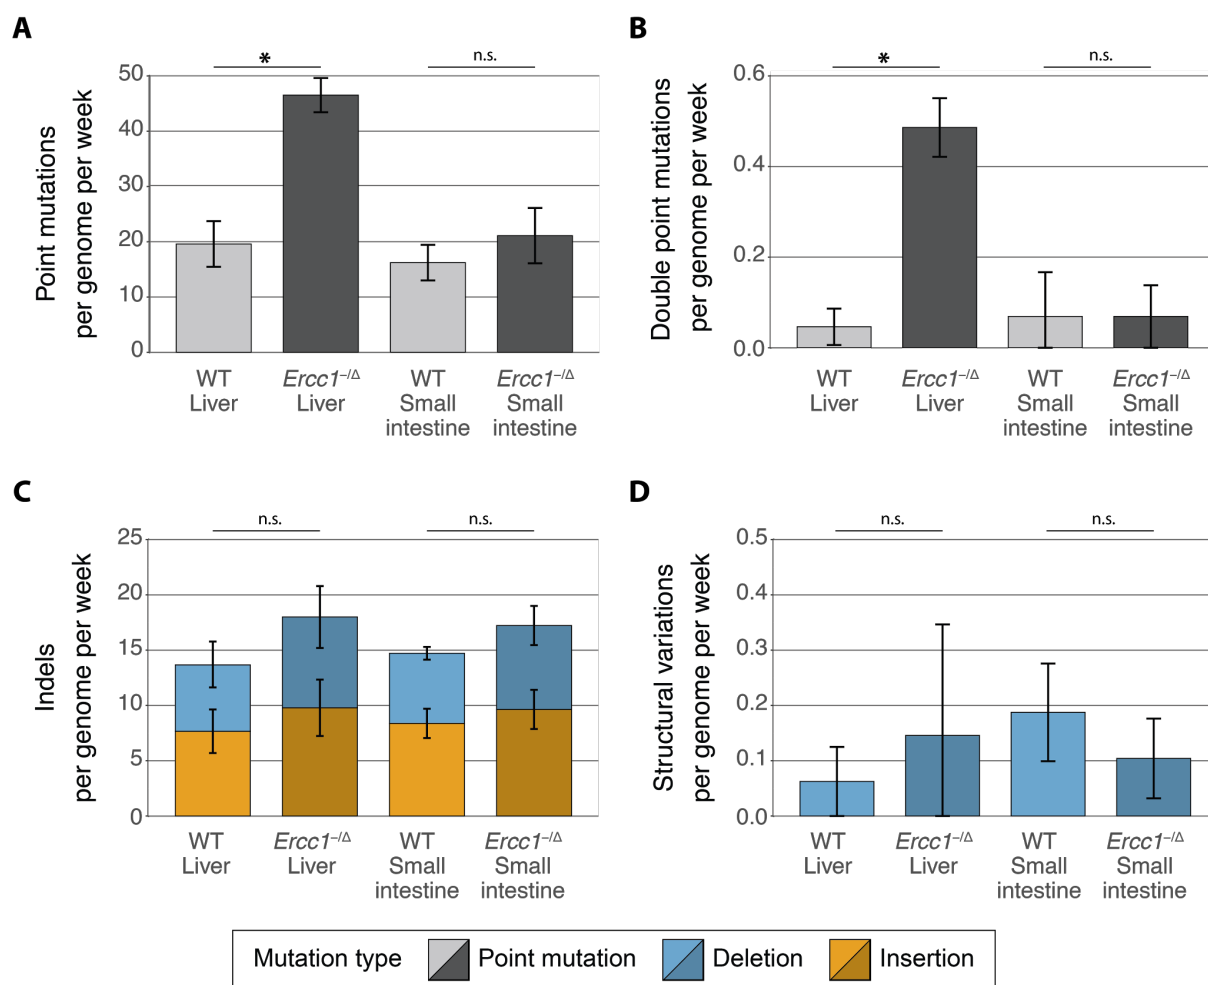 A
Point mutations
per genome per week
50
40
30
20
10
0
*
n.s.
WT
Liver
Ercc1⁻/ᐃ
Liver
WT
Small
intestine
Ercc1⁻/ᐃ
Small
intestine
B
Double point mutations
per genome per week
0.6
0.4
0.2
0.0
*
n.s.
WT
Liver
Ercc1⁻/ᐃ
Liver
WT
Small
intestine
Ercc1⁻/ᐃ
Small
intestine
C
Indels
per genome per week
25
20
15
10
5
0
n.s.
n.s.
WT
Liver
Ercc1⁻/ᐃ
Liver
WT
Small
intestine
Ercc1⁻/ᐃ
Small
intestine
D
Structural variations
per genome per week
0.5
0.4
0.3
0.2
0.1
0.0
n.s.
n.s.
WT
Liver
Ercc1⁻/ᐃ
Liver
WT
Small
intestine
Ercc1⁻/ᐃ
Small
intestine
Mutation type Point mutation Deletion Insertion